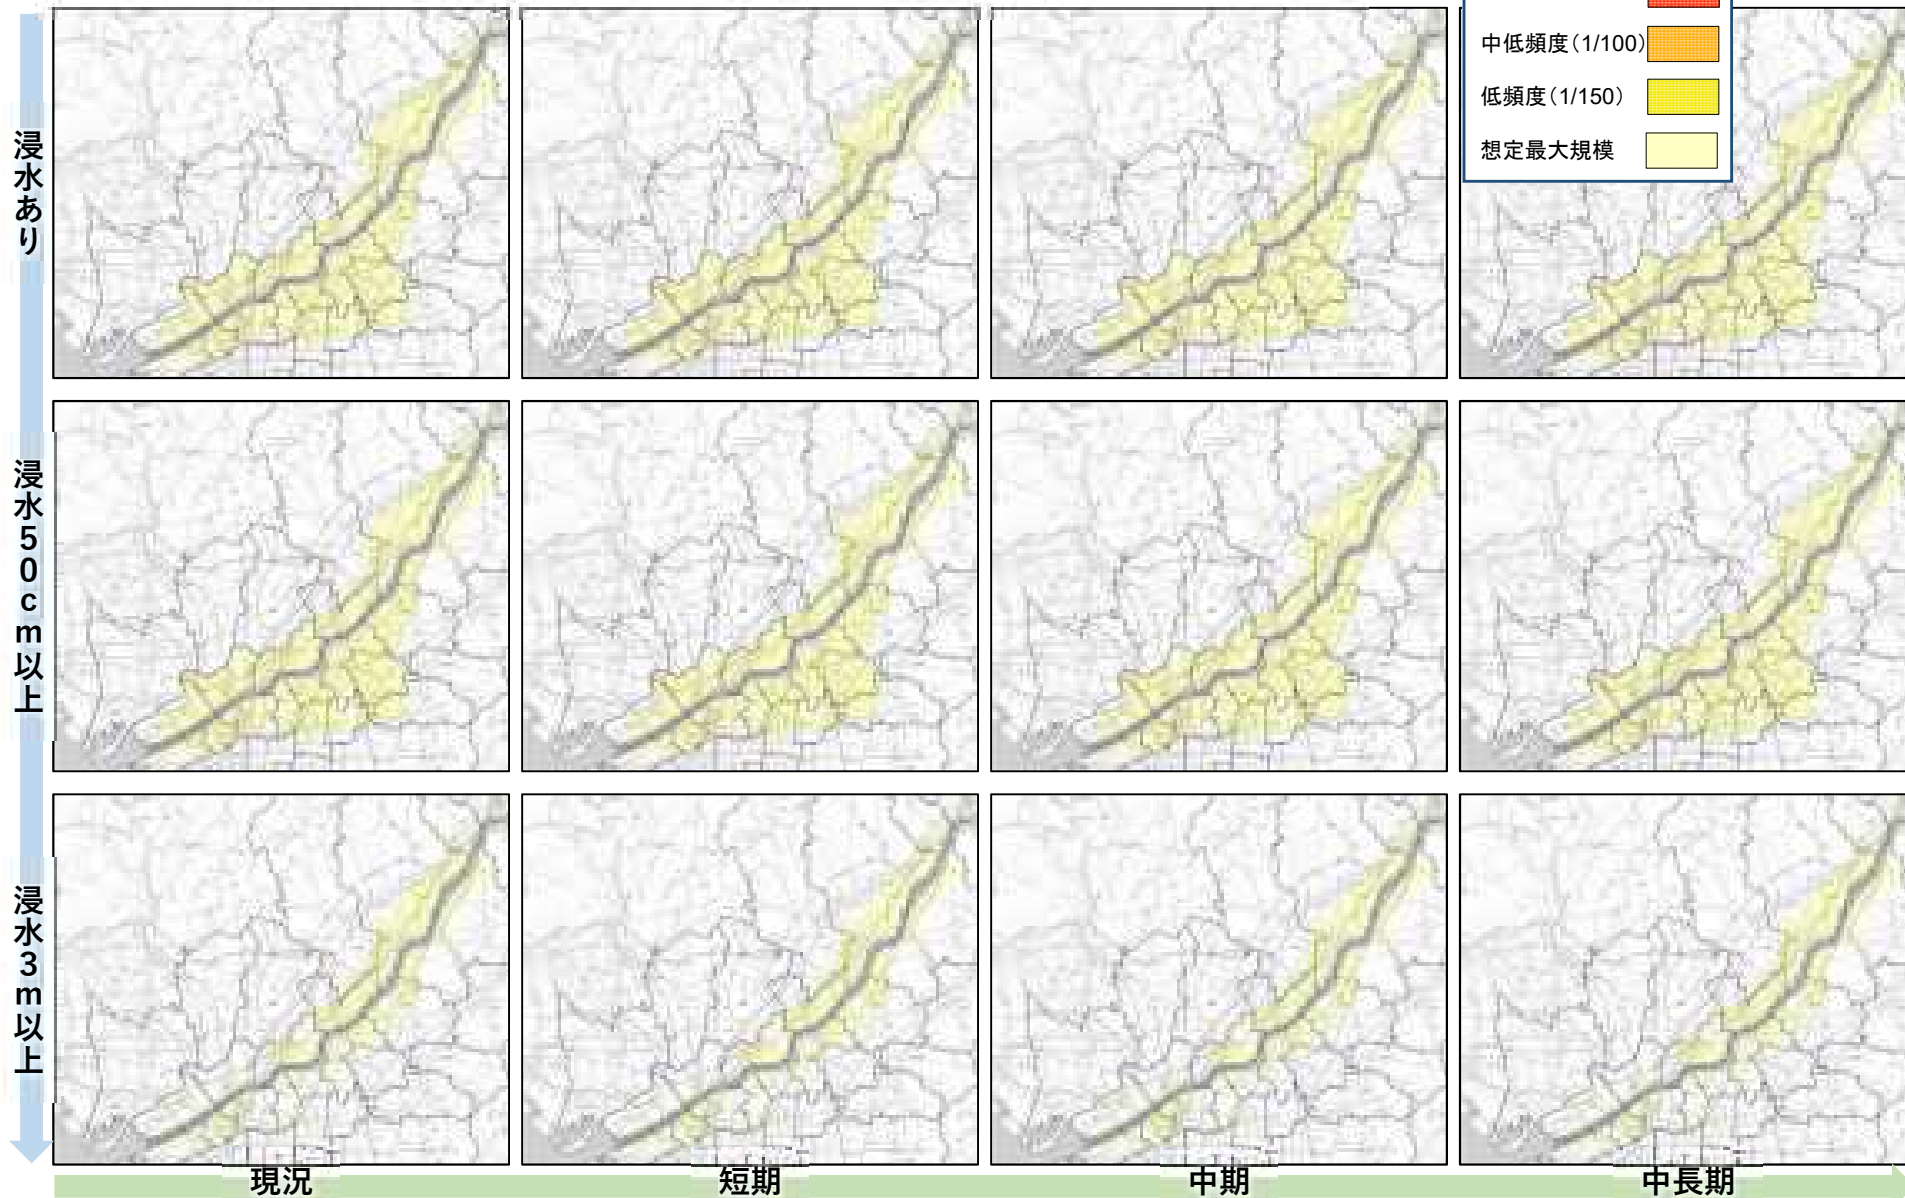 中低頻度(1/100)
低頻度(1/150)
想定最大規模
浸水あり
浸水50cm以上
浸水3m以上
現況
短期
中期
中長期